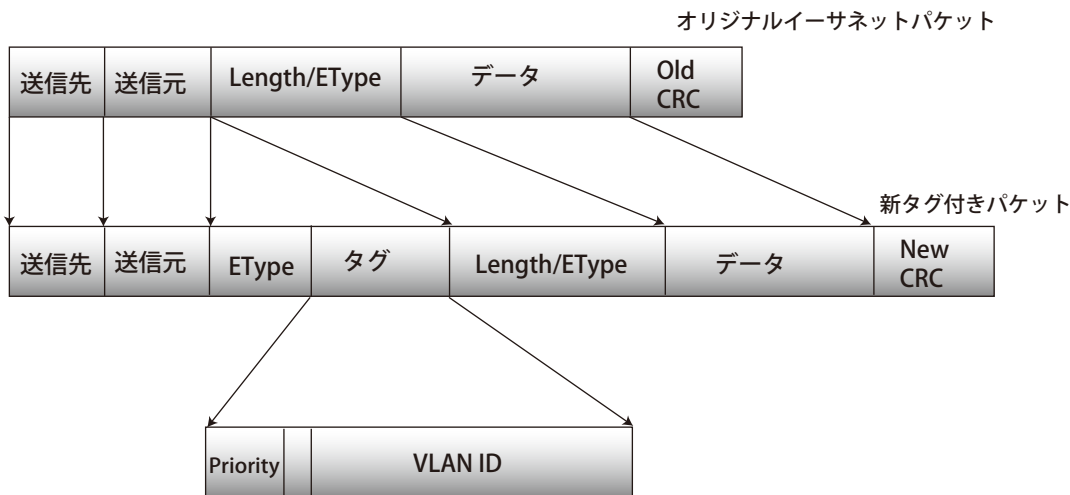 オリジナルイーサネットパケット
送信先
送信元
Length/EType
データ
Old
CRC
新タグ付きパケット
送信先
送信元
EType
タグ
Length/EType
データ
New
CRC
Priority
VLAN ID